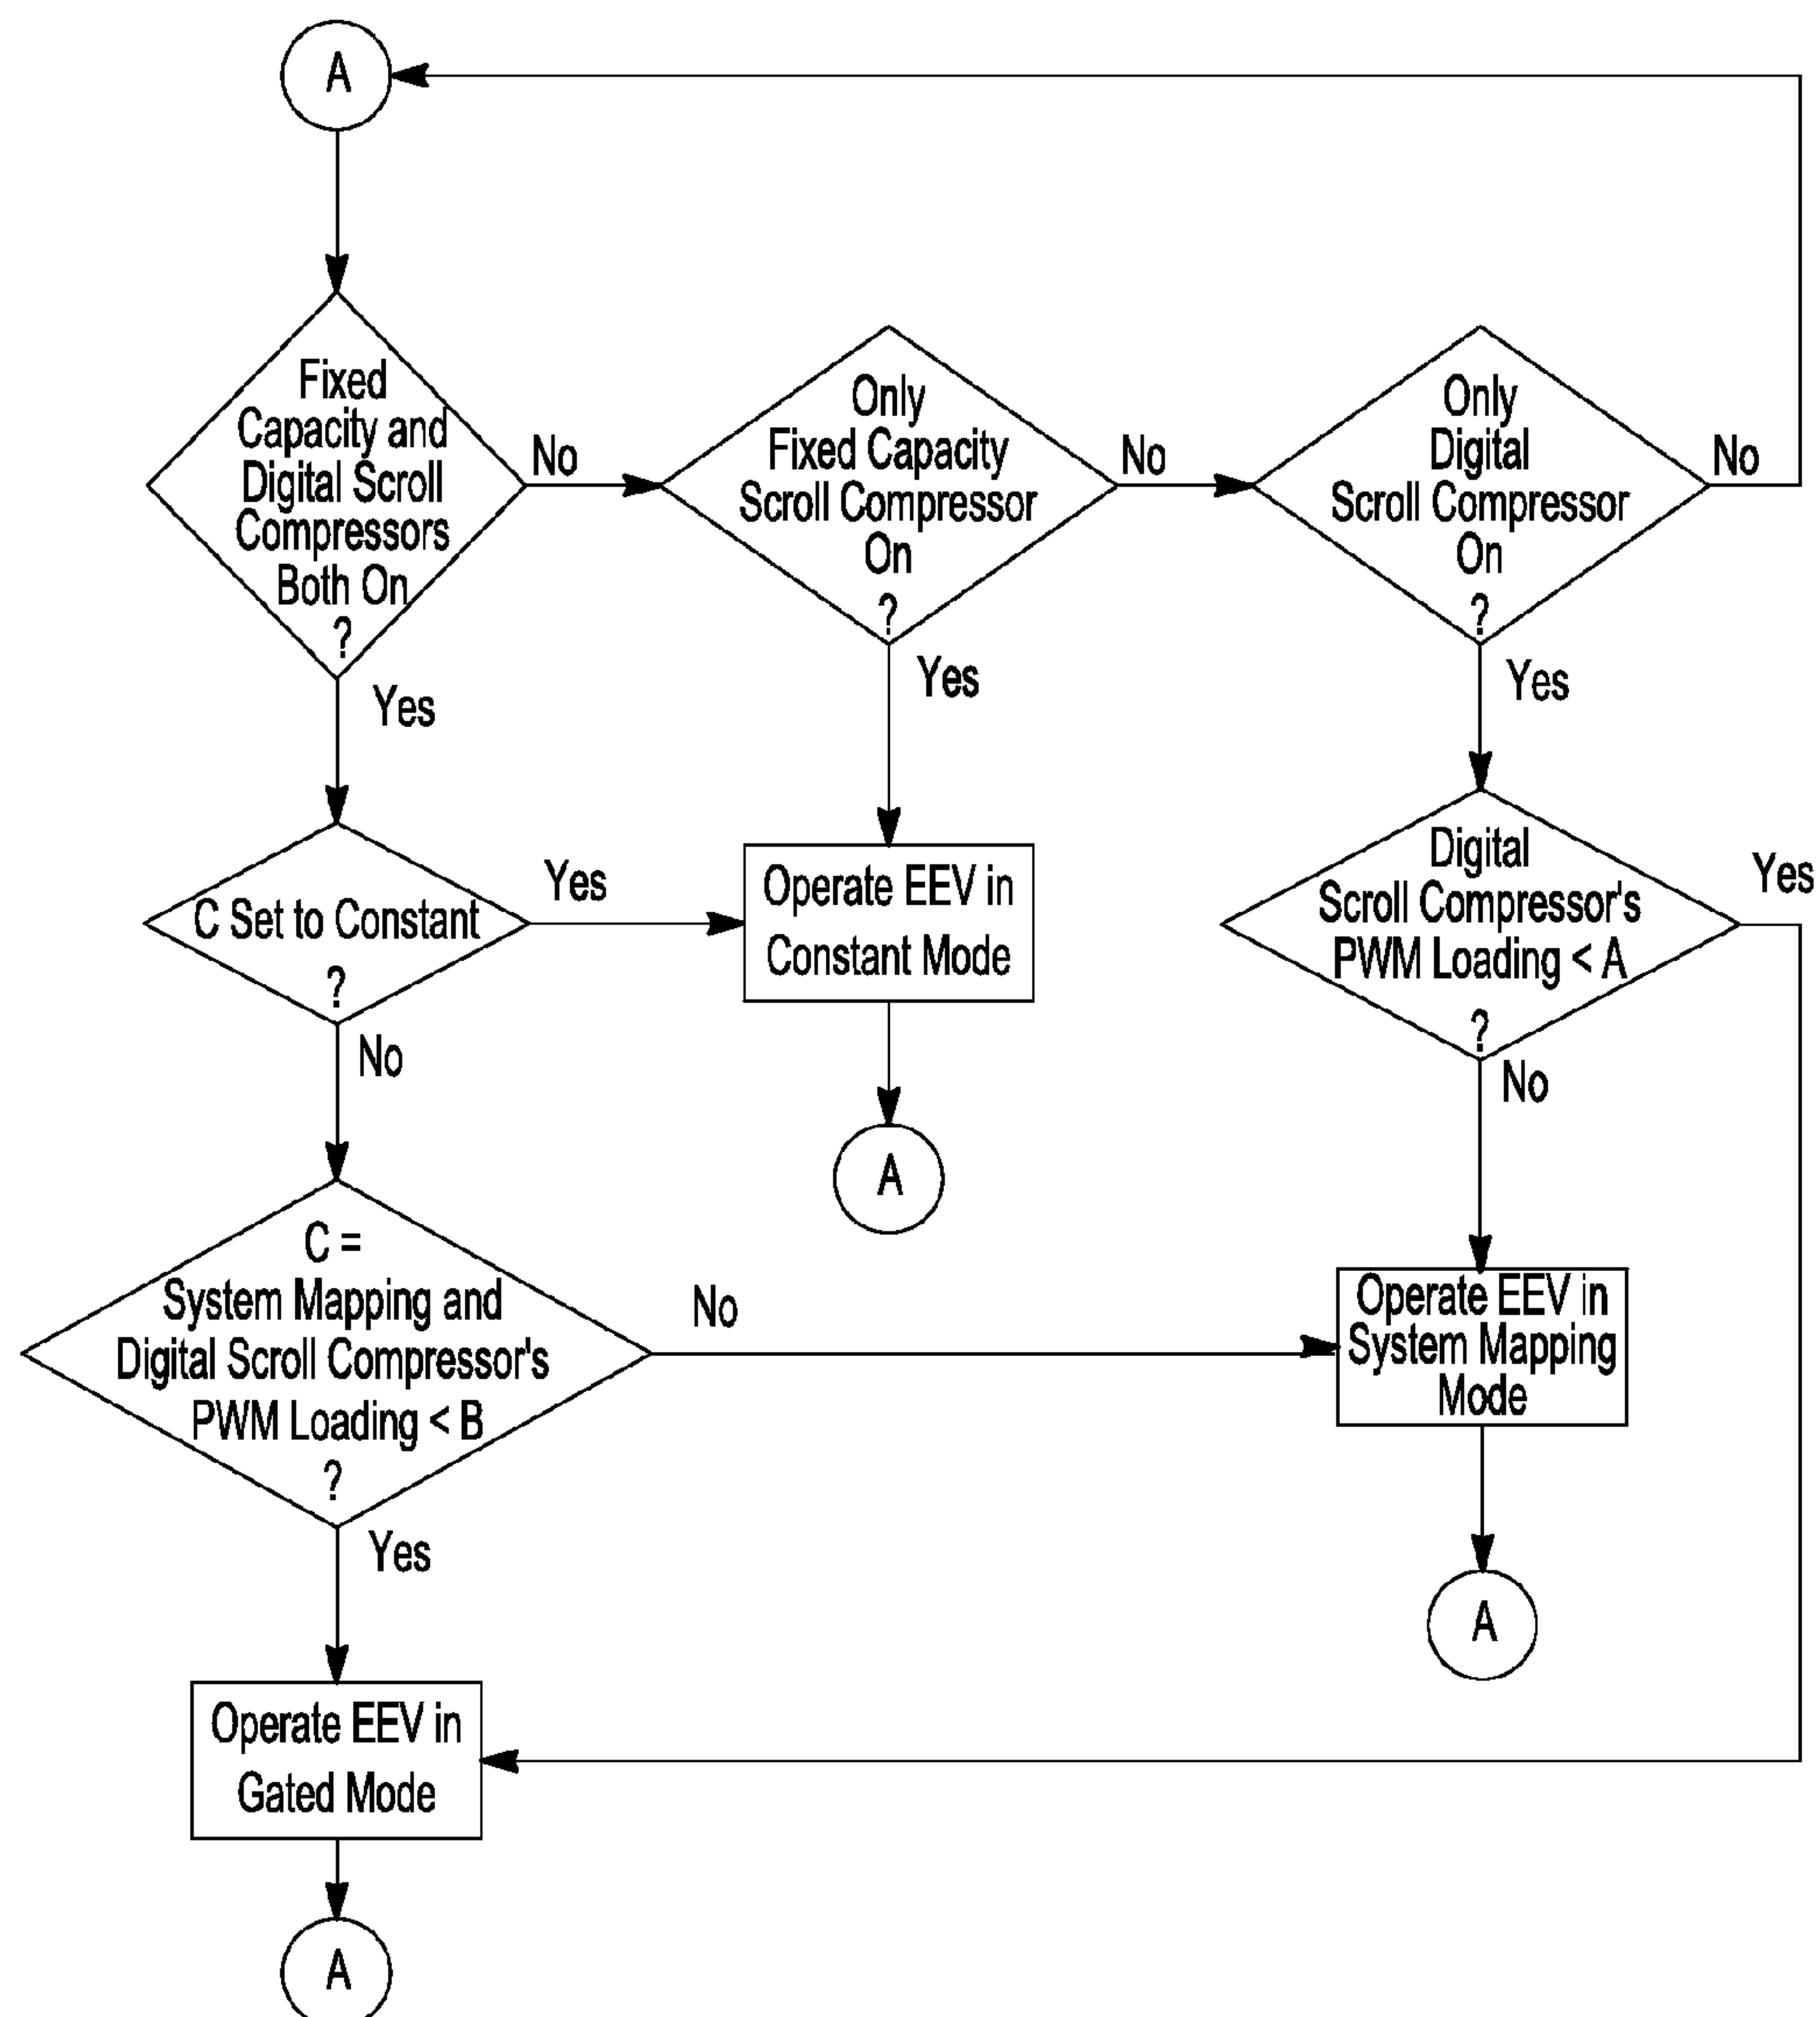 A
Fixed
Capacity and
Digital Scroll
Compressors
Both On
?
No
Only
Fixed Capacity
Scroll Compressor
On
?
No
Only
Digital
Scroll Compressor
On
?
No
Yes
Yes
Yes
C Set to Constant
?
Yes
Operate EEV in
Constant Mode
Digital
Scroll Compressor's
PWM Loading < A
?
Yes
No
No
A
C =
System Mapping and
Digital Scroll Compressor's
PWM Loading < B
?
No
Operate EEV in
System Mapping
Mode
Yes
A
Operate EEV in
Gated Mode
A